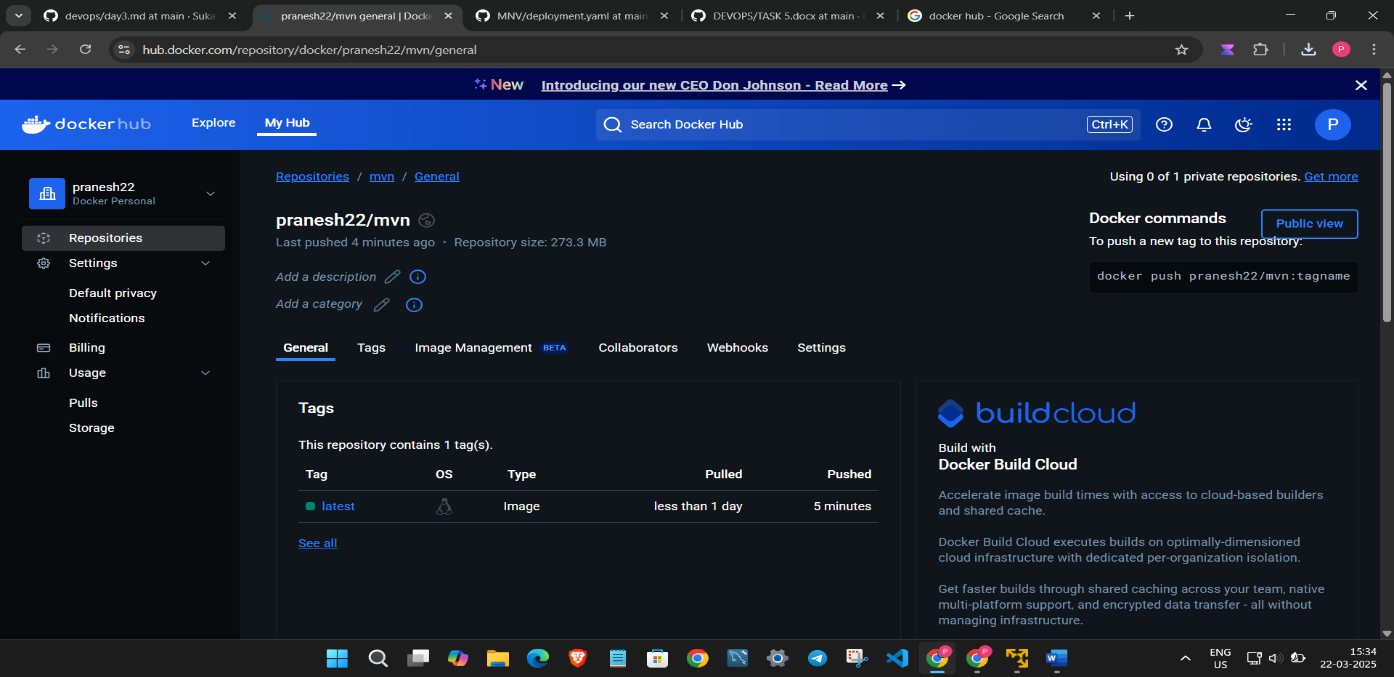 devops/day3.md at main · Suka
pranesh22/mvn general | Docke
MNV/deployment.yaml at main
DEVOPS/TASK 5.docx at main ·
docker hub - Google Search
hub.docker.com/repository/docker/pranesh22/mvn/general
P
New
Introducing our new CEO Don Johnson - Read More →
dockerhub
Explore
My Hub
Search Docker Hub
Ctrl+K
P
pranesh22
Docker Personal
Repositories
Settings
Default privacy
Notifications
Billing
Usage
Pulls
Storage
Repositories / mvn / General
Using 0 of 1 private repositories. Get more
pranesh22/mvn
Last pushed 4 minutes ago · Repository size: 273.3 MB
Add a description
Add a category
Docker commands
Public view
To push a new tag to this repository:
docker push pranesh22/mvn:tagname
General
Tags
Image Management BETA
Collaborators
Webhooks
Settings
Tags
This repository contains 1 tag(s).
Tag OS Type Pulled Pushed
latest Image less than 1 day 5 minutes
See all
buildcloud
Build with
Docker Build Cloud
Accelerate image build times with access to cloud-based builders
and shared cache.
Docker Build Cloud executes builds on optimally-dimensioned
cloud infrastructure with dedicated per-organization isolation.
Get faster builds through shared caching across your team, native
multi-platform support, and encrypted data transfer - all without
managing infrastructure.
ENG
US
15:34
22-03-2025